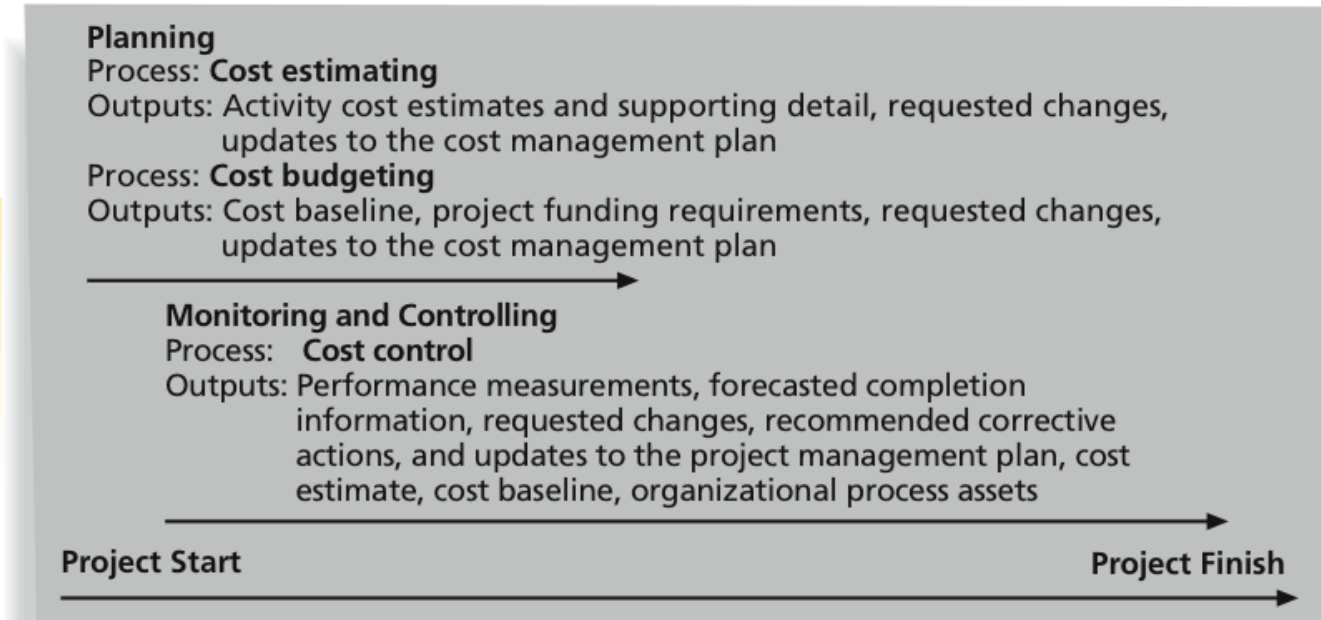 Planning
Process: Cost estimating
Outputs: Activity cost estimates and supporting detail, requested changes,
updates to the cost management plan
Process: Cost budgeting
Outputs: Cost baseline, project funding requirements, requested changes,
updates to the cost management plan
Monitoring and Controlling
Process: Cost control
Outputs: Performance measurements, forecasted completion
information, requested changes, recommended corrective
actions, and updates to the project management plan, cost
estimate, cost baseline, organizational process assets
Project Start
Project Finish